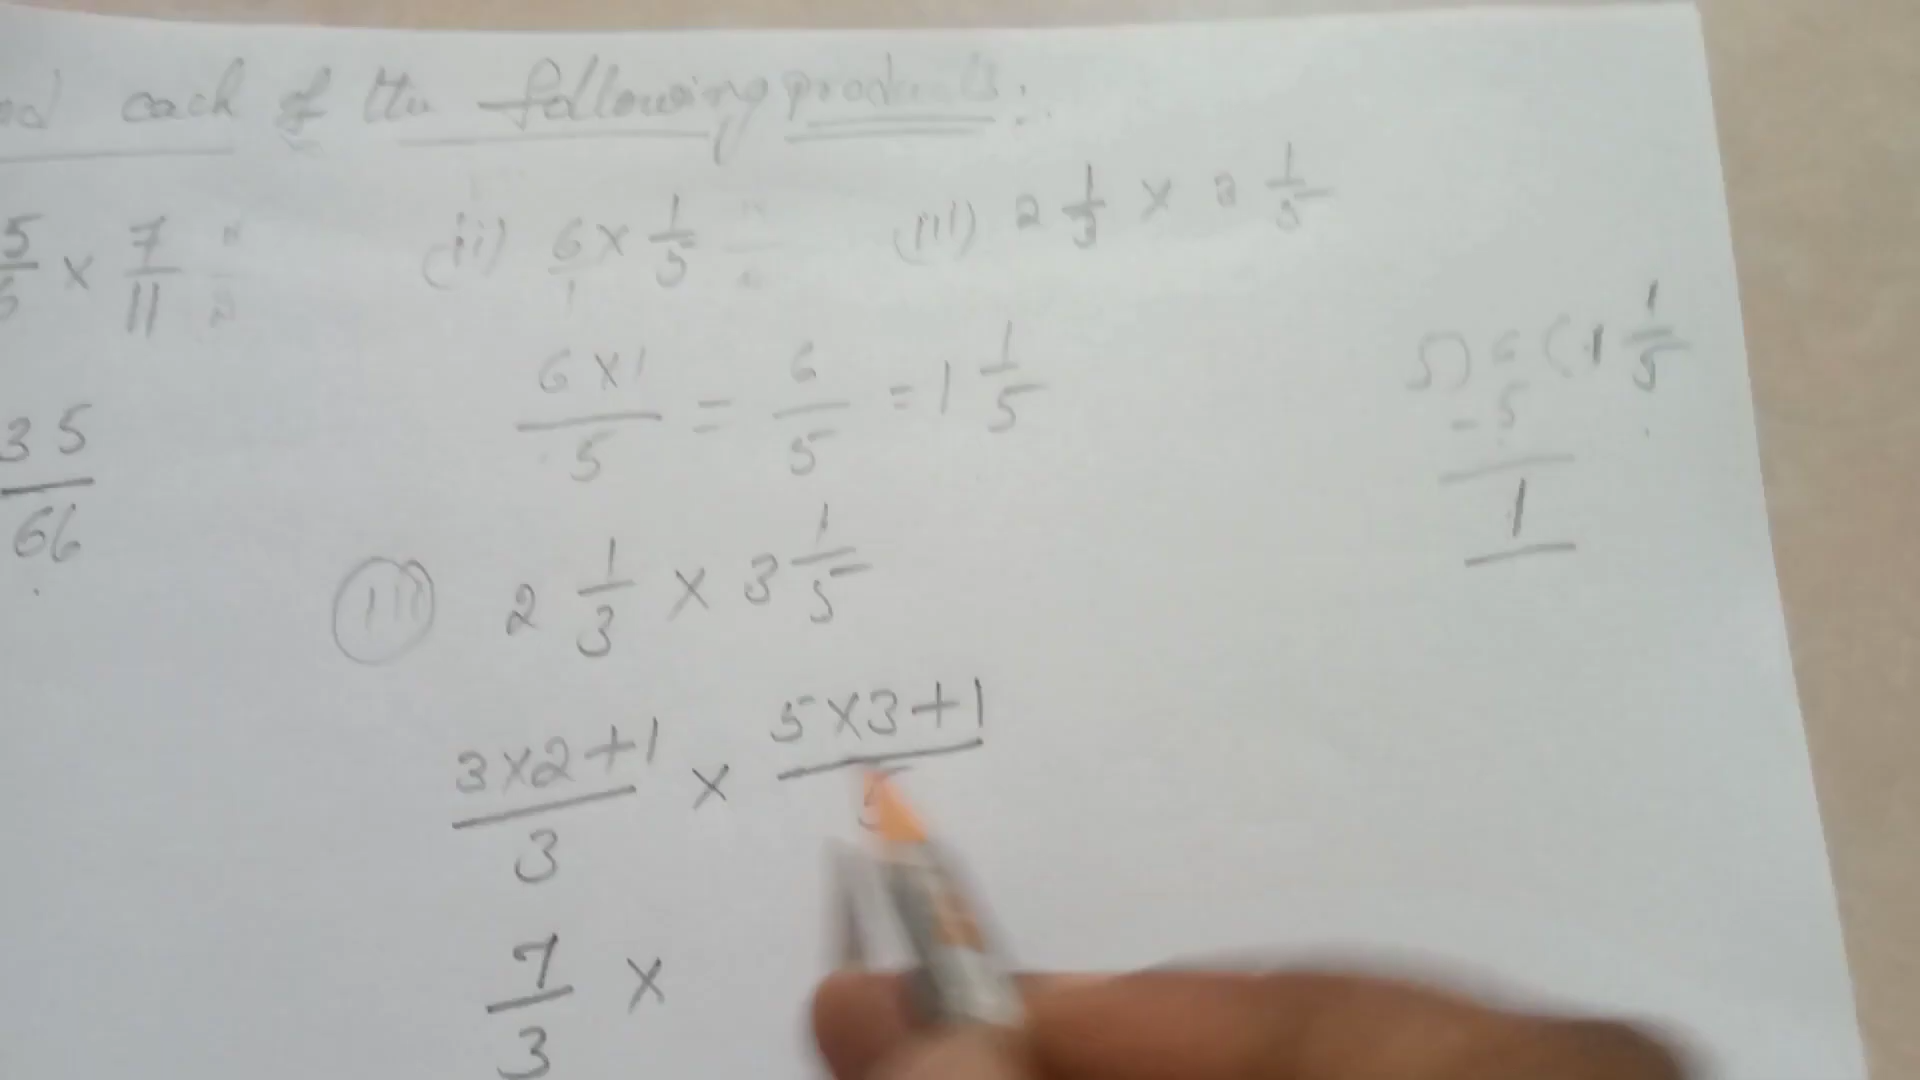 each of the following products.
5/6 × 7/11 (ii) 6/1 × 1/5 (iii) 2 1/3 × 3 1/5
6×1/5 = 6/5 = 1 1/5
5) 6 (1 1/5
-5
1
35/66
(iii) 2 1/3 × 3 1/5
3×2+1/3 × 5×3+1/5
7/3 ×